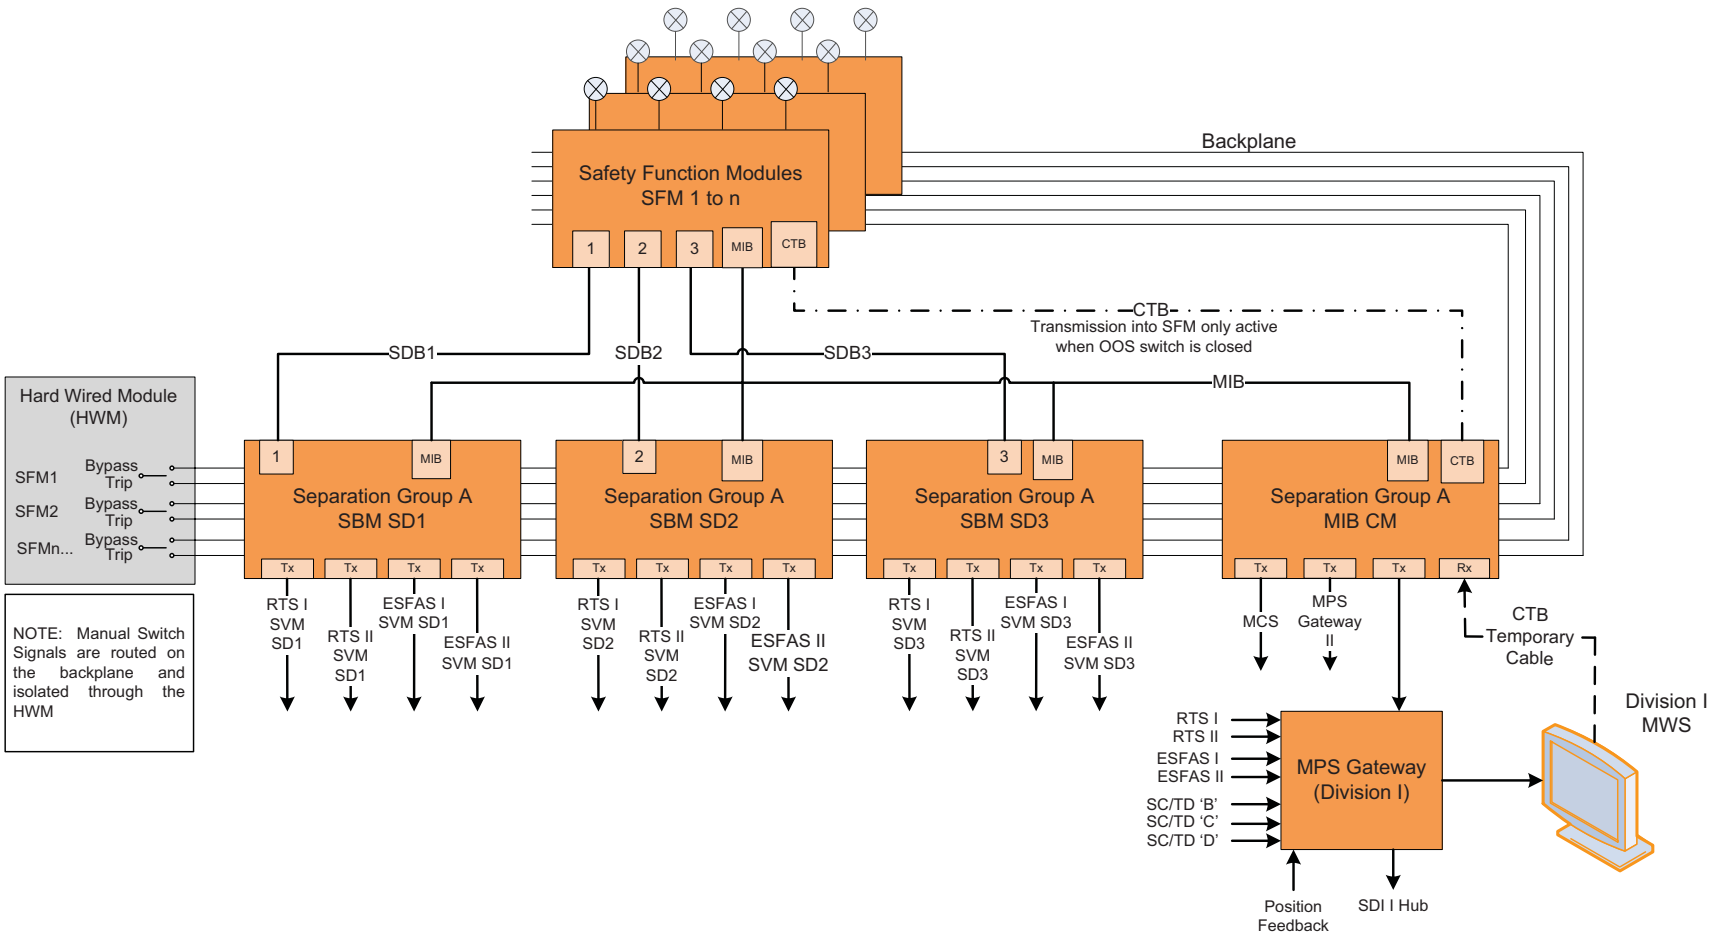 Backplane
Safety Function Modules
SFM 1 to n
1
2
3
MIB
CTB
CTB
Transmission into SFM only active
when OOS switch is closed
SDB1
SDB2
SDB3
MIB
Hard Wired Module
(HWM)
SFM1
Bypass
Trip
SFM2
Bypass
Trip
SFMn...
Bypass
Trip
1
MIB
Separation Group A
SBM SD1
Tx
Tx
Tx
Tx
2
MIB
Separation Group A
SBM SD2
Tx
Tx
Tx
Tx
3
MIB
Separation Group A
SBM SD3
Tx
Tx
Tx
Tx
MIB
CTB
Separation Group A
MIB CM
Tx
Tx
Tx
Rx
NOTE: Manual Switch
Signals are routed on
the backplane and
isolated through the
HWM
RTS I
SVM
SD1
RTS II
SVM
SD1
ESFAS I
SVM SD1
ESFAS II
SVM SD1
RTS I
SVM
SD2
RTS II
SVM
SD2
ESFAS I
SVM SD2
ESFAS II
SVM SD2
RTS I
SVM
SD3
RTS II
SVM
SD3
ESFAS I
SVM SD3
ESFAS II
SVM SD3
MCS
MPS
Gateway
II
CTB
Temporary
Cable
Division I
MWS
RTS I
RTS II
ESFAS I
ESFAS II
SC/TD ‘B’
SC/TD ‘C’
SC/TD ‘D’
MPS Gateway
(Division I)
Position
Feedback
SDI I Hub